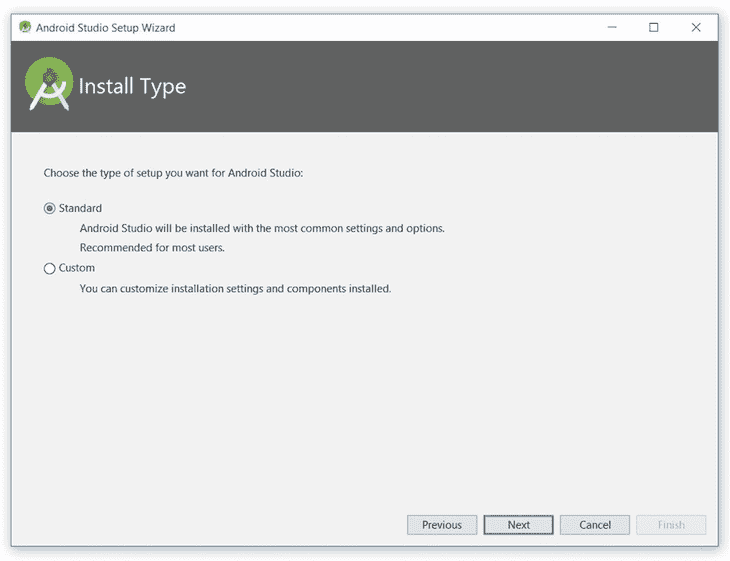 Android Studio Setup Wizard
Install Type
Choose the type of setup you want for Android Studio:
Standard
Android Studio will be installed with the most common settings and options.
Recommended for most users.
Custom
You can customize installation settings and components installed.
Previous Next Cancel Finish